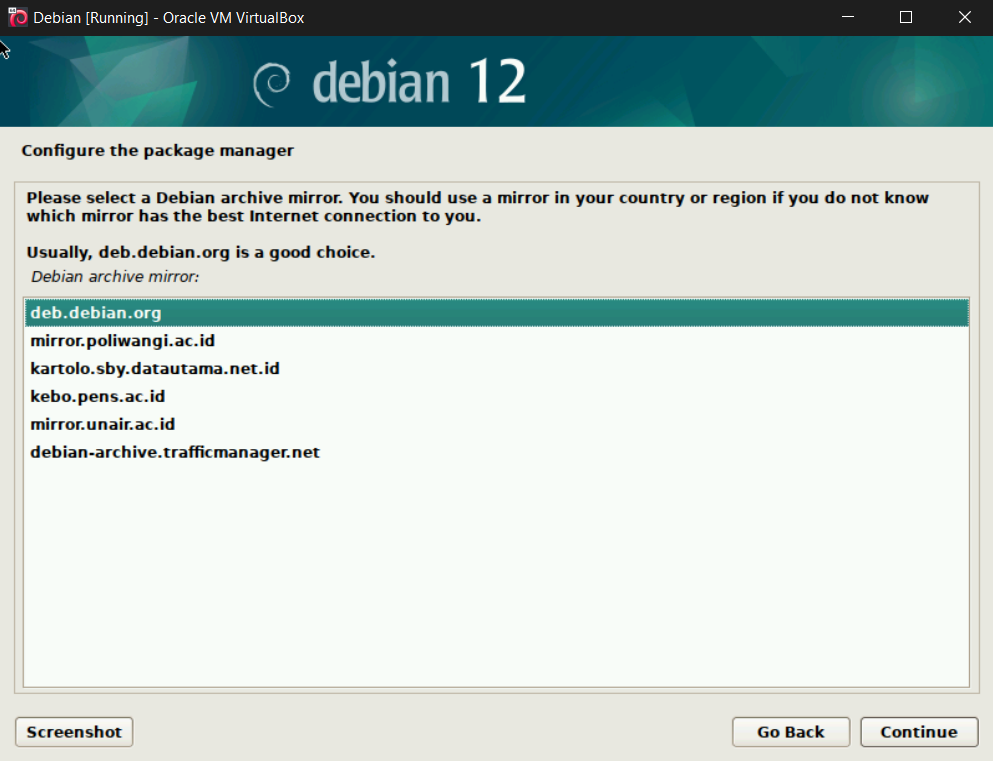 Debian [Running] - Oracle VM VirtualBox
debian 12
Configure the package manager
Please select a Debian archive mirror. You should use a mirror in your country or region if you do not know
which mirror has the best Internet connection to you.
Usually, deb.debian.org is a good choice.
Debian archive mirror:
deb.debian.org
mirror.poliwangi.ac.id
kartolo.sby.datautama.net.id
kebo.pens.ac.id
mirror.unair.ac.id
debian-archive.trafficmanager.net
Screenshot Go Back Continue